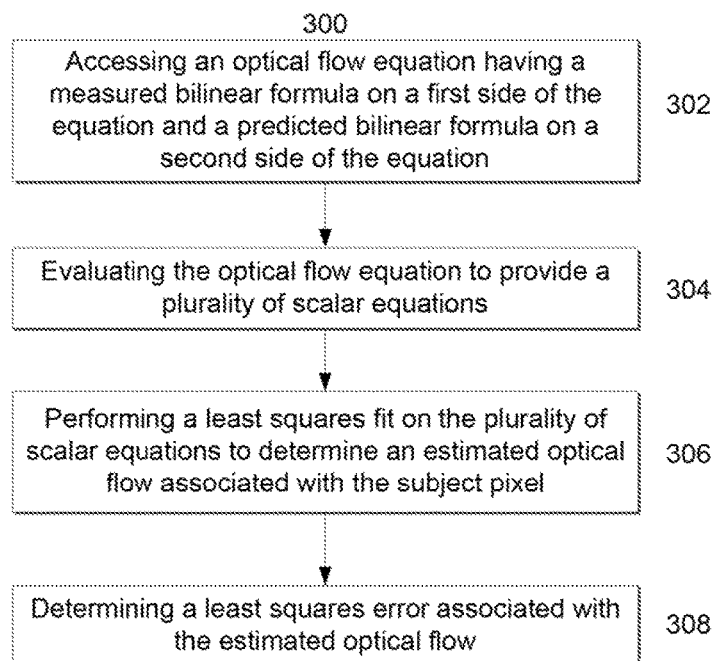 300
Accessing an optical flow equation having a
measured bilinear formula on a first side of the
equation and a predicted bilinear formula on a
second side of the equation
302
Evaluating the optical flow equation to provide a
plurality of scalar equations
304
Performing a least squares fit on the plurality of
scalar equations to determine an estimated optical
flow associated with the subject pixel
306
Determining a least squares error associated with
the estimated optical flow
308